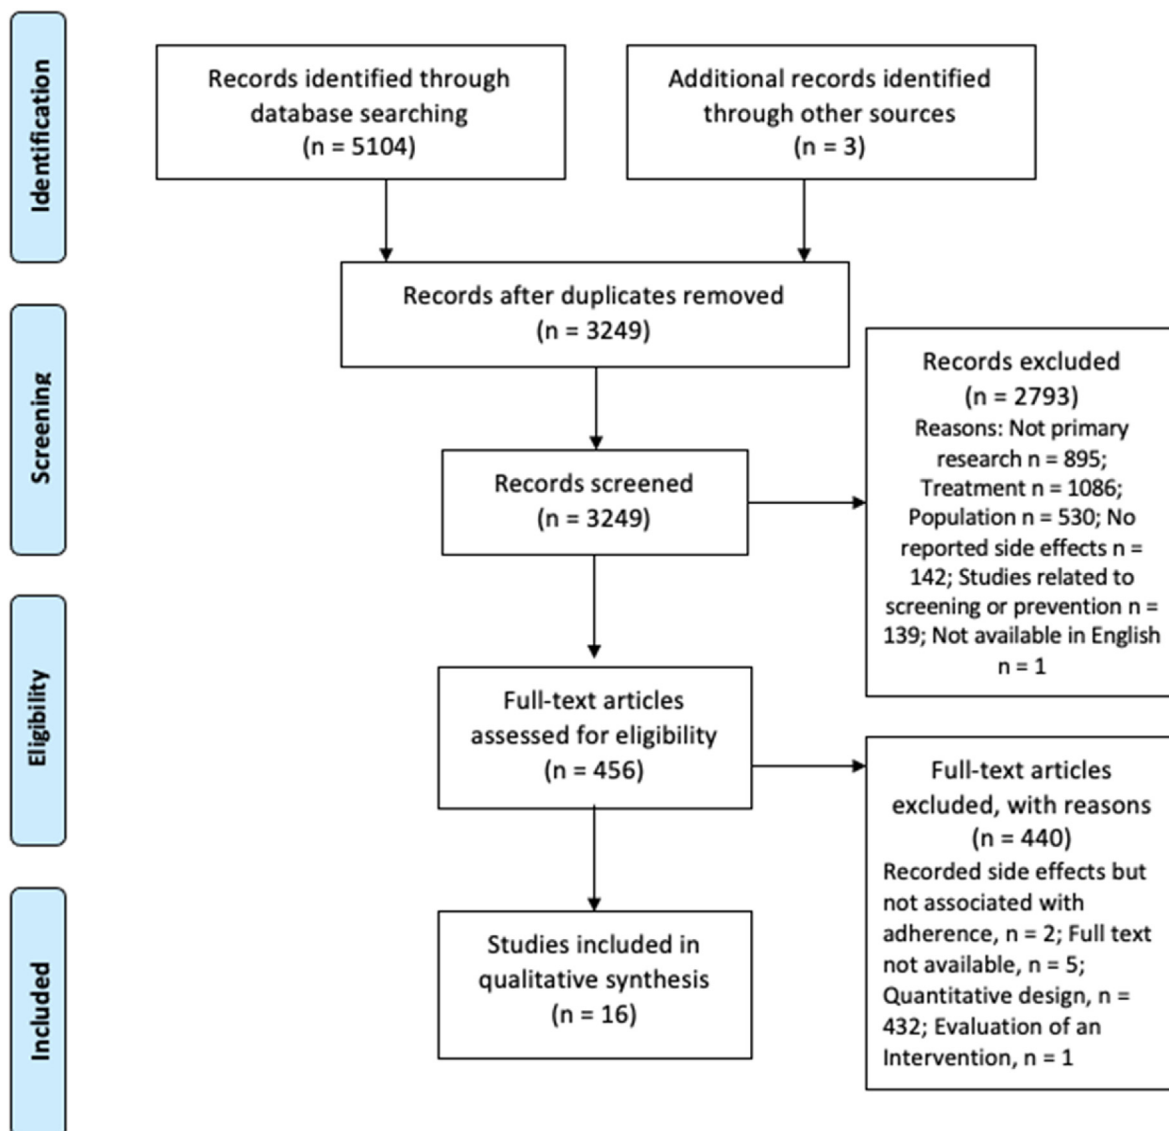 Identification
Records identified through
database searching
(n = 5104)
Additional records identified
through other sources
(n = 3)
Records after duplicates removed
(n = 3249)
Screening
Records screened
(n = 3249)
Records excluded
(n = 2793)
Reasons: Not primary
research n = 895;
Treatment n = 1086;
Population n = 530; No
reported side effects n =
142; Studies related to
screening or prevention n =
139; Not available in English
n = 1
Eligibility
Full-text articles
assessed for eligibility
(n = 456)
Full-text articles
excluded, with reasons
(n = 440)
Recorded side effects but
not associated with
adherence, n = 2; Full text
not available, n = 5;
Quantitative design, n =
432; Evaluation of an
Intervention, n = 1
Included
Studies included in
qualitative synthesis
(n = 16)